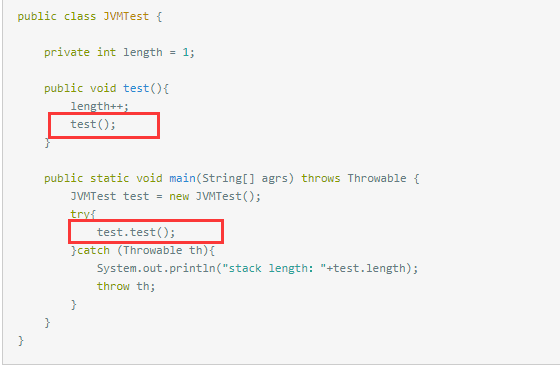 public class JVMTest {
private int length = 1;
public void test(){
length++;
test();
}
public static void main(String[] agrs) throws Throwable {
JVMTest test = new JVMTest();
try{
test.test();
}catch (Throwable th){
System.out.println("stack length: "+test.length);
throw th;
}
}
}